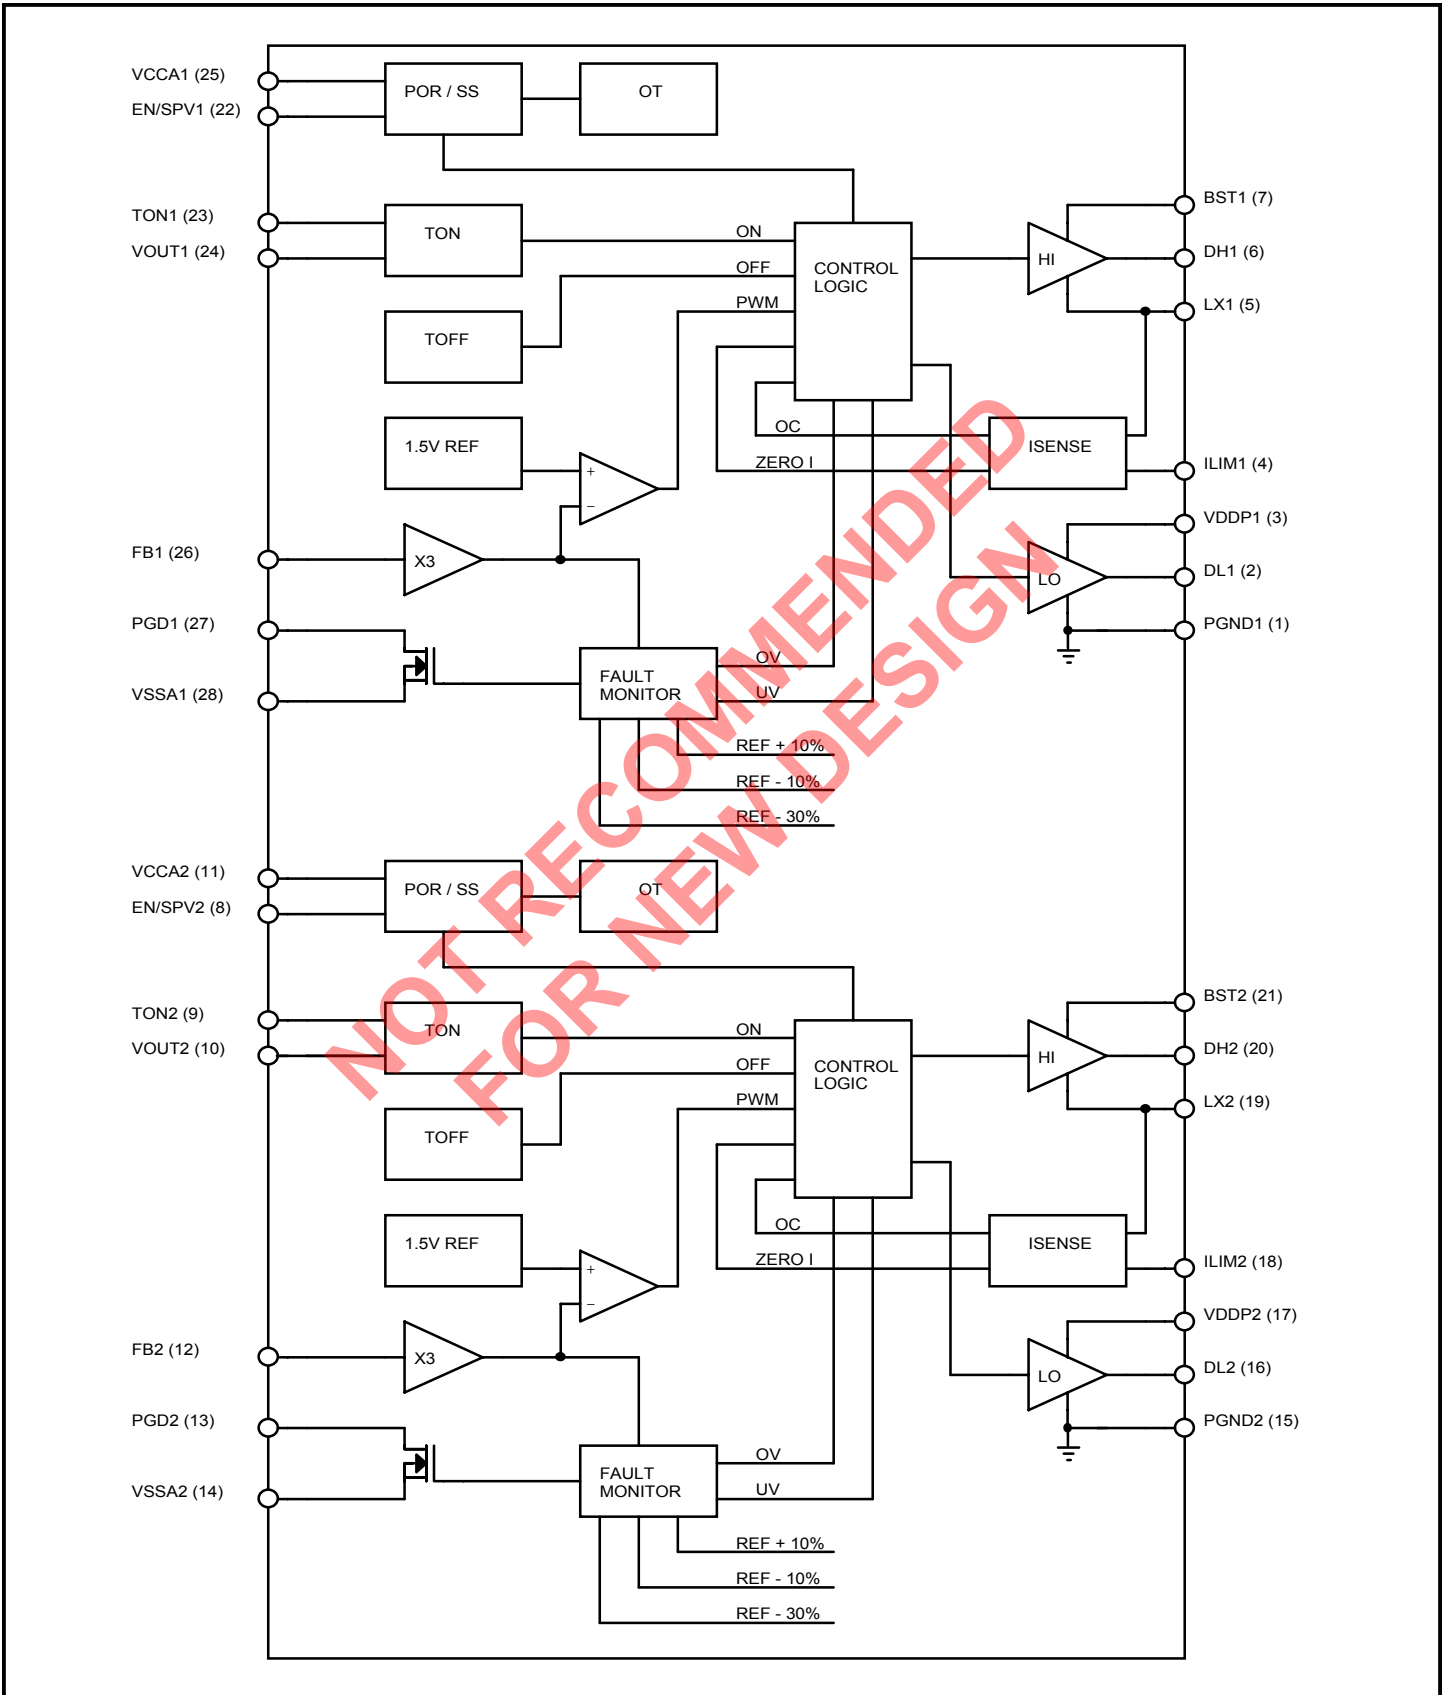 VCCA1 (25)
EN/SPV1 (22)
POR / SS
OT
TON1 (23)
VOUT1 (24)
TON
ON
OFF
PWM
CONTROL
LOGIC
HI
BST1 (7)
DH1 (6)
LX1 (5)
TOFF
1.5V REF
+
−
OC
ZERO I
ISENSE
ILIM1 (4)
VDDP1 (3)
FB1 (26)
X3
LO
DL1 (2)
PGND1 (1)
PGD1 (27)
VSSA1 (28)
FAULT
MONITOR
OV
UV
REF + 10%
REF - 10%
REF - 30%
NOT RECOMMENDED
FOR NEW DESIGN
VCCA2 (11)
EN/SPV2 (8)
POR / SS
OT
TON2 (9)
VOUT2 (10)
TON
ON
OFF
PWM
CONTROL
LOGIC
HI
BST2 (21)
DH2 (20)
LX2 (19)
TOFF
1.5V REF
+
−
OC
ZERO I
ISENSE
ILIM2 (18)
VDDP2 (17)
FB2 (12)
X3
LO
DL2 (16)
PGND2 (15)
PGD2 (13)
VSSA2 (14)
FAULT
MONITOR
OV
UV
REF + 10%
REF - 10%
REF - 30%